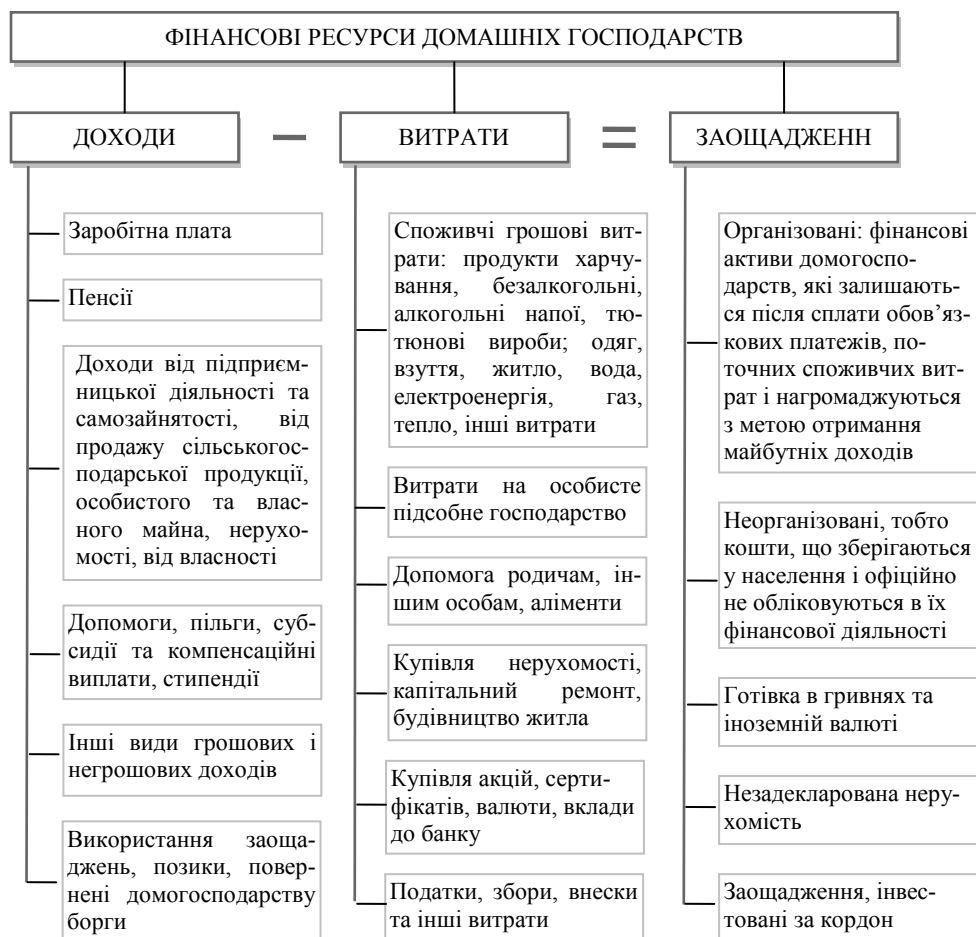 ФІНАНСОВІ РЕСУРСИ ДОМАШНІХ ГОСПОДАРСТВ
ДОХОДИ
–
ВИТРАТИ
=
ЗАОЩАДЖЕНН
Заробітна плата
Пенсії
Доходи від підприєм-
ницької діяльності та
самозайнятості, від
продажу сільськогос-
подарської продукції,
особистого та влас-
ного майна, нерухо-
мості, від власності
Допомоги, пільги, суб-
сидії та компенсаційні
виплати, стипендії
Інші види грошових і
негрошових доходів
Використання заоща-
джень, позики, повер-
нені домогосподарству
борги
Споживчі грошові вит-
рати: продукти харчу-
вання, безалкогольні,
алкогольні напої, тю-
тюнові вироби; одяг,
взуття, житло, вода,
електроенергія, газ,
тепло, інші витрати
Витрати на особисте
підсобне господарство
Допомога родичам, ін-
шим особам, аліменти
Купівля нерухомості,
капітальний ремонт,
будівництво житла
Купівля акцій, серти-
фікатів, валюти, вклади
до банку
Податки, збори, внески
та інші витрати
Організовані: фінансові
активи домогоспо-
дарств, які залишають-
ся після сплати обов’яз-
кових платежів, по-
точних споживчих вит-
рат і нагромаджуються
з метою отримання
майбутніх доходів
Неорганізовані, тобто
кошти, що зберігаються
у населення і офіційно
не обліковуються в їх
фінансової діяльності
Готівка в гривнях та
іноземній валюті
Незадекларована неру-
хомість
Заощадження, інвес-
товані за кордон